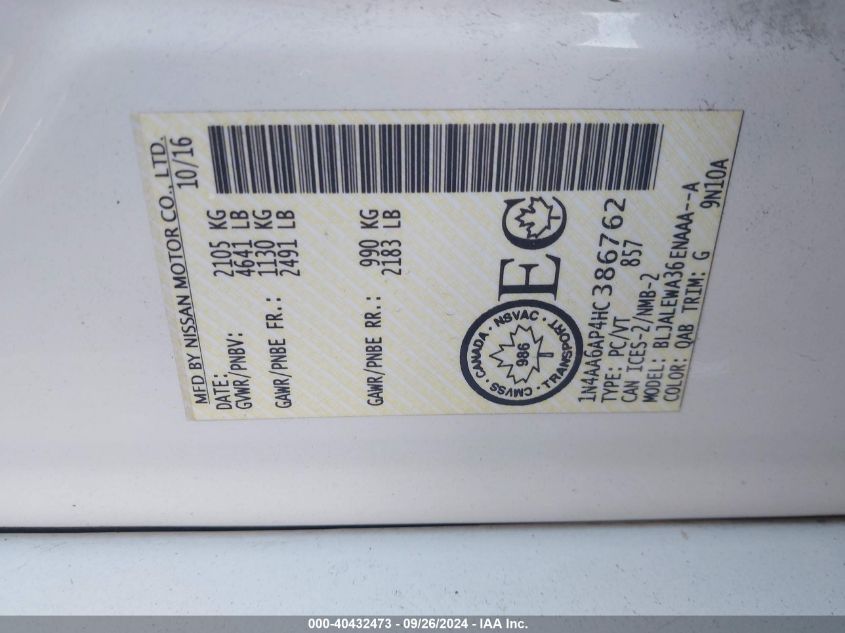 MFD BY NISSAN MOTOR CO., LTD.
DATE: 10/16
GVWR/PNBV: 2105 KG
4641 LB
GAWR/PNBE FR.: 1130 KG
2491 LB
GAWR/PNBE RR.: 990 KG
2183 LB
CANADA · NSVAC · TRANSPORT · CMVSS ·
986
EC
1N4AA6AP4HC386762
TYPE: PC/VT 857
CAN ICES-2/NMB-2
MODEL: BLJALEWA36ENAAA--A
COLOR: QAB TRIM: G 9N10A
000-40432473 - 09/26/2024 - IAA Inc.